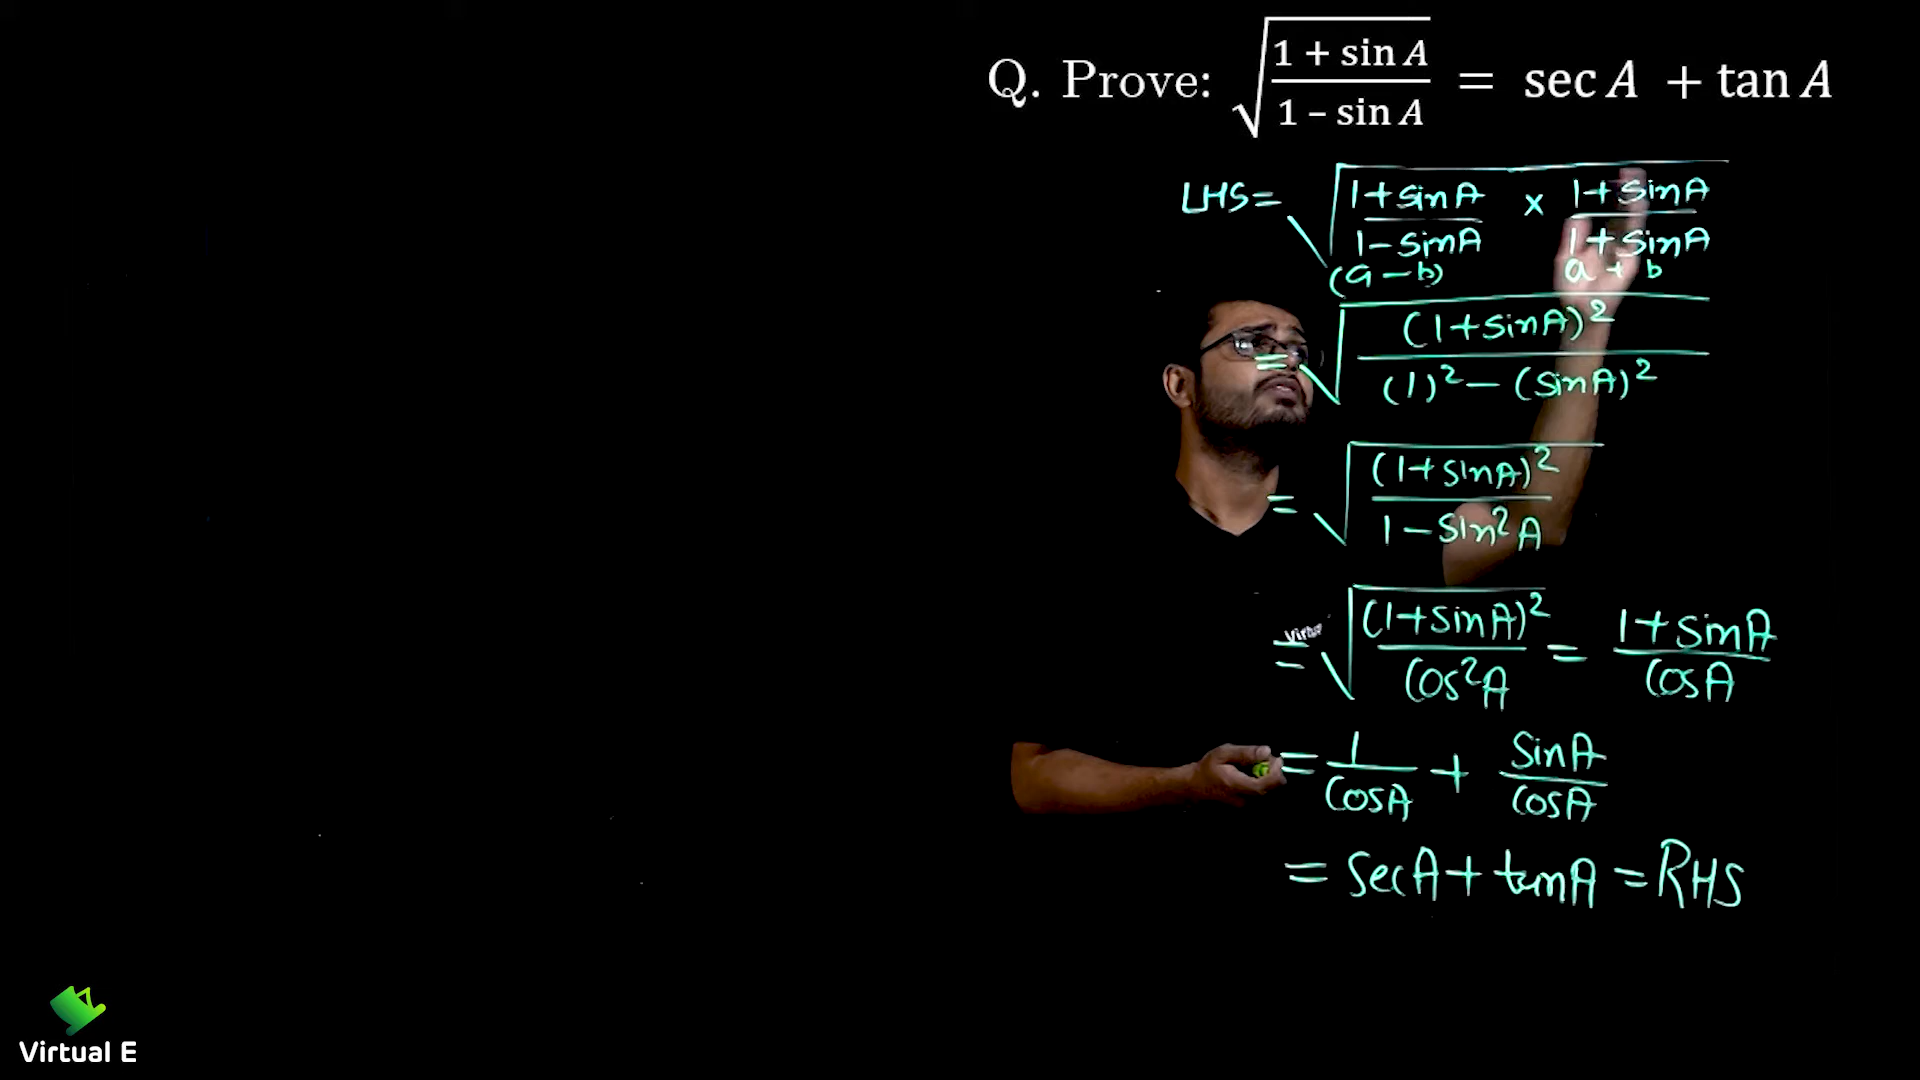 Q. Prove: √((1 + sin A)/(1 – sin A)) = sec A + tan A
LHS = √((1+sinA)/(1-sinA) × (1+sinA)/(1+sinA))
(a-b) a+b
= √((1+sinA)²/((1)²-(sinA)²))
= √((1+sinA)²/(1-sin²A))
= √((1+sinA)²/Cos²A) = (1+sinA)/CosA
= 1/CosA + SinA/CosA
= SecA + tanA = RHS
Virtual E